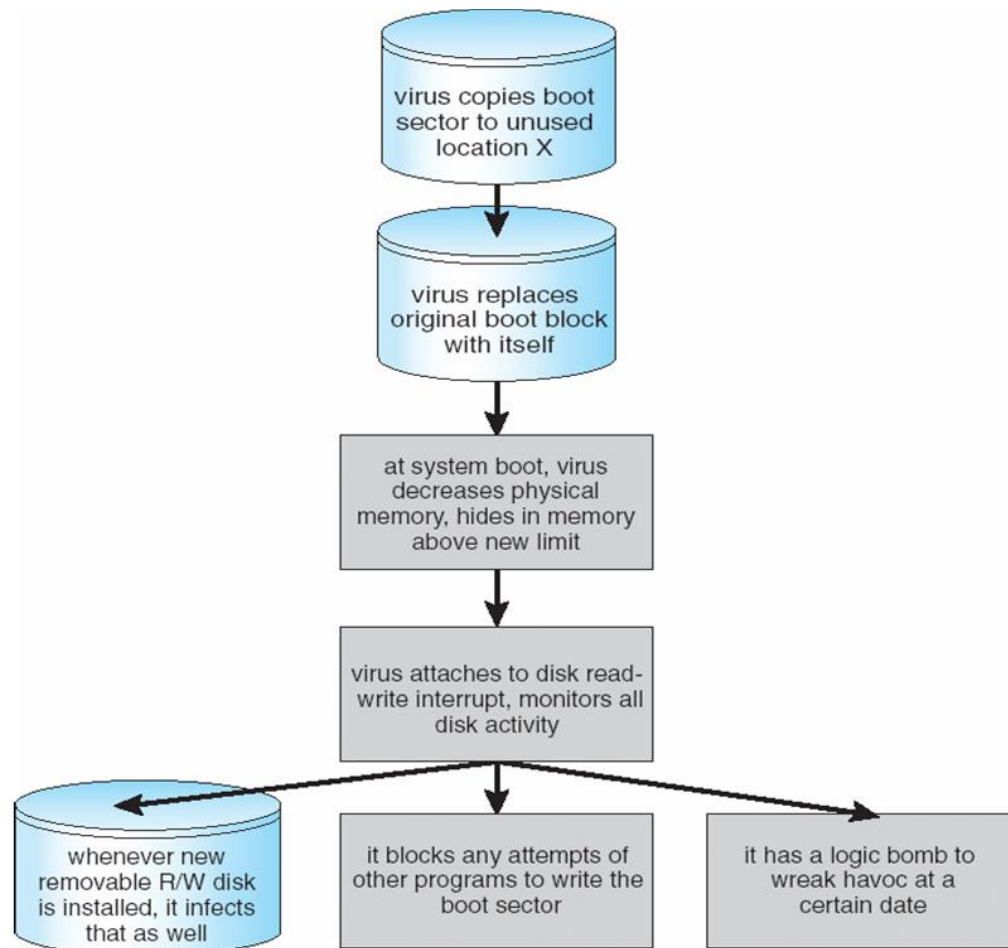 virus copies boot
sector to unused
location X
virus replaces
original boot block
with itself
at system boot, virus
decreases physical
memory, hides in memory
above new limit
virus attaches to disk read-
write interrupt, monitors all
disk activity
whenever new
removable R/W disk
is installed, it infects
that as well
it blocks any attempts of
other programs to write the
boot sector
it has a logic bomb to
wreak havoc at a
certain date